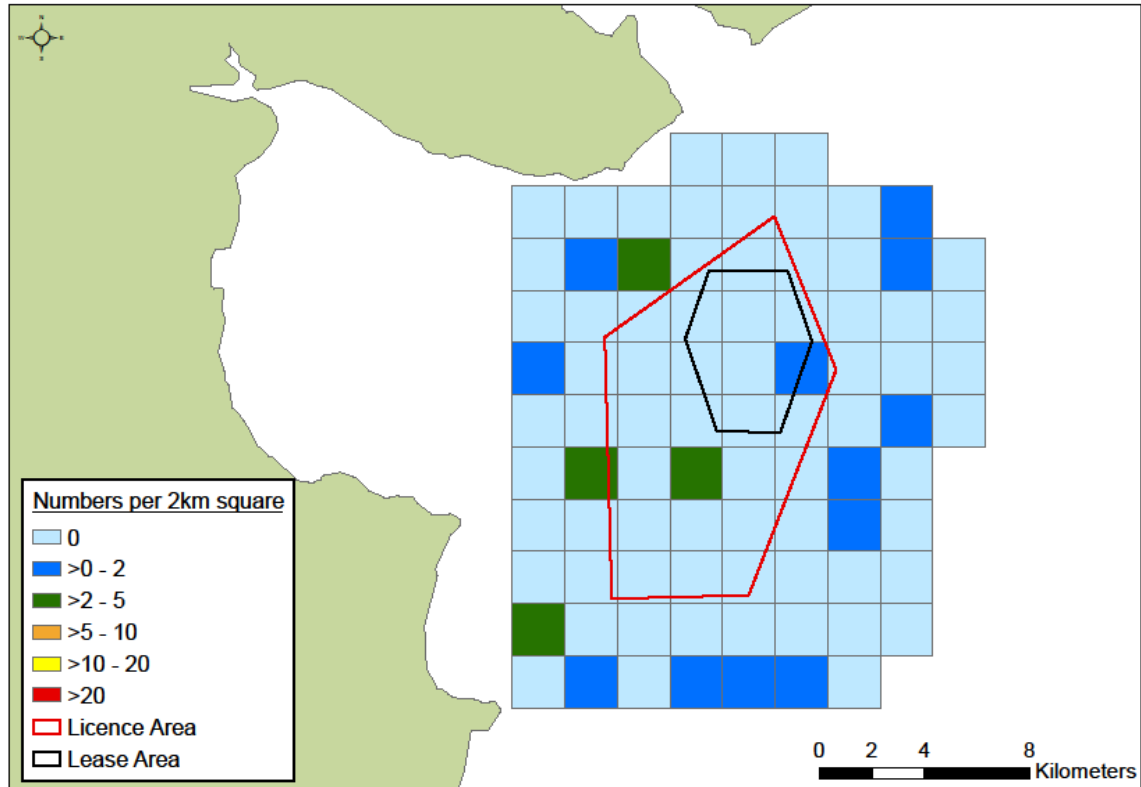 N
W E
S
Numbers per 2km square
0
>0 - 2
>2 - 5
>5 - 10
>10 - 20
>20
Licence Area
Lease Area
0 2 4 8
Kilometers